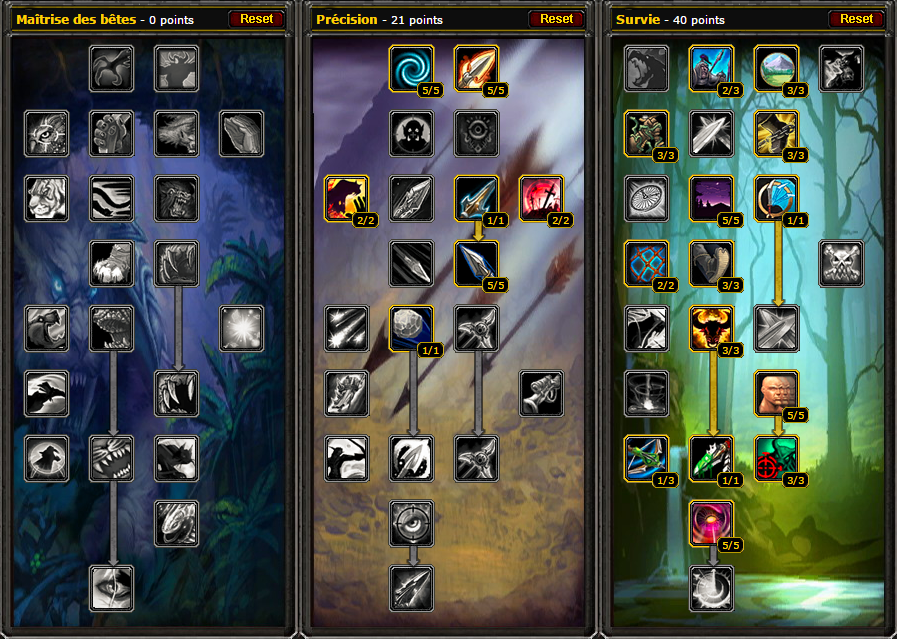 Maîtrise des bêtes - 0 points Reset
Précision - 21 points Reset
Survie - 40 points Reset
5/5 5/5
2/2 1/1 2/2
5/5
1/1
2/3 3/3
3/3 3/3
5/5 1/1
2/2 3/3
3/3
5/5
1/3 1/1 3/3
5/5